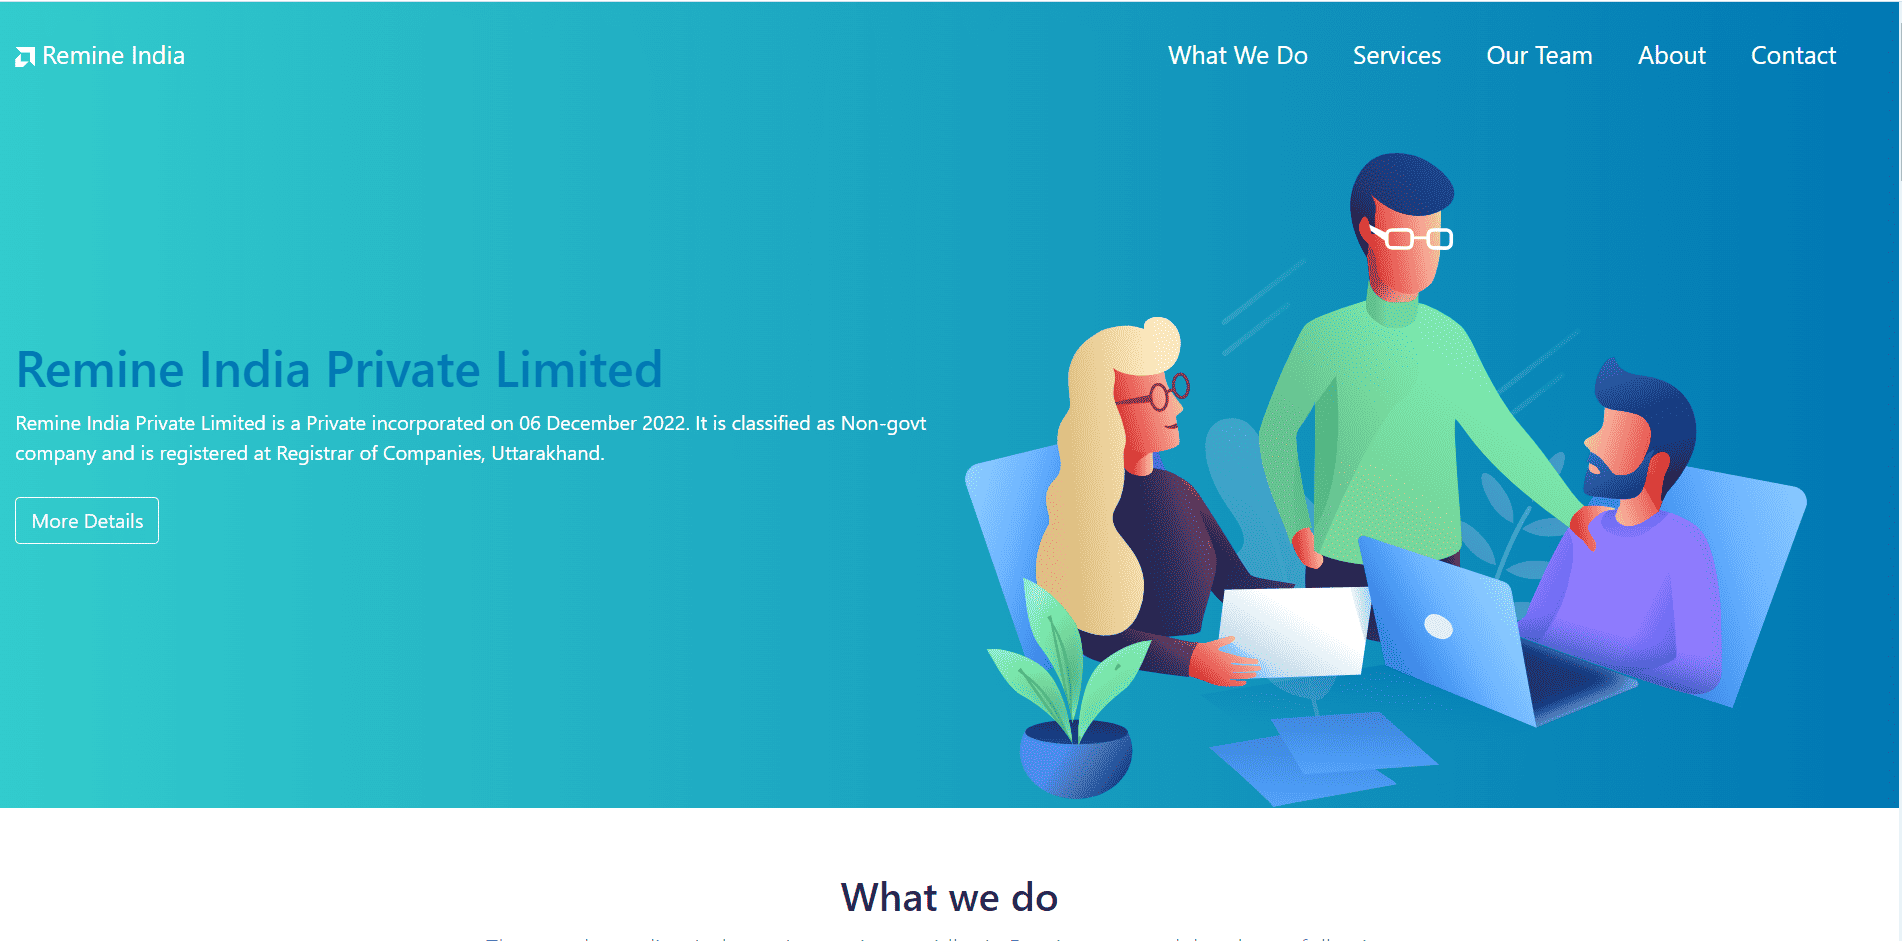 Remine India
What We Do Services Our Team About Contact
Remine India Private Limited
Remine India Private Limited is a Private incorporated on 06 December 2022. It is classified as Non-govt
company and is registered at Registrar of Companies, Uttarakhand.
More Details
What we do